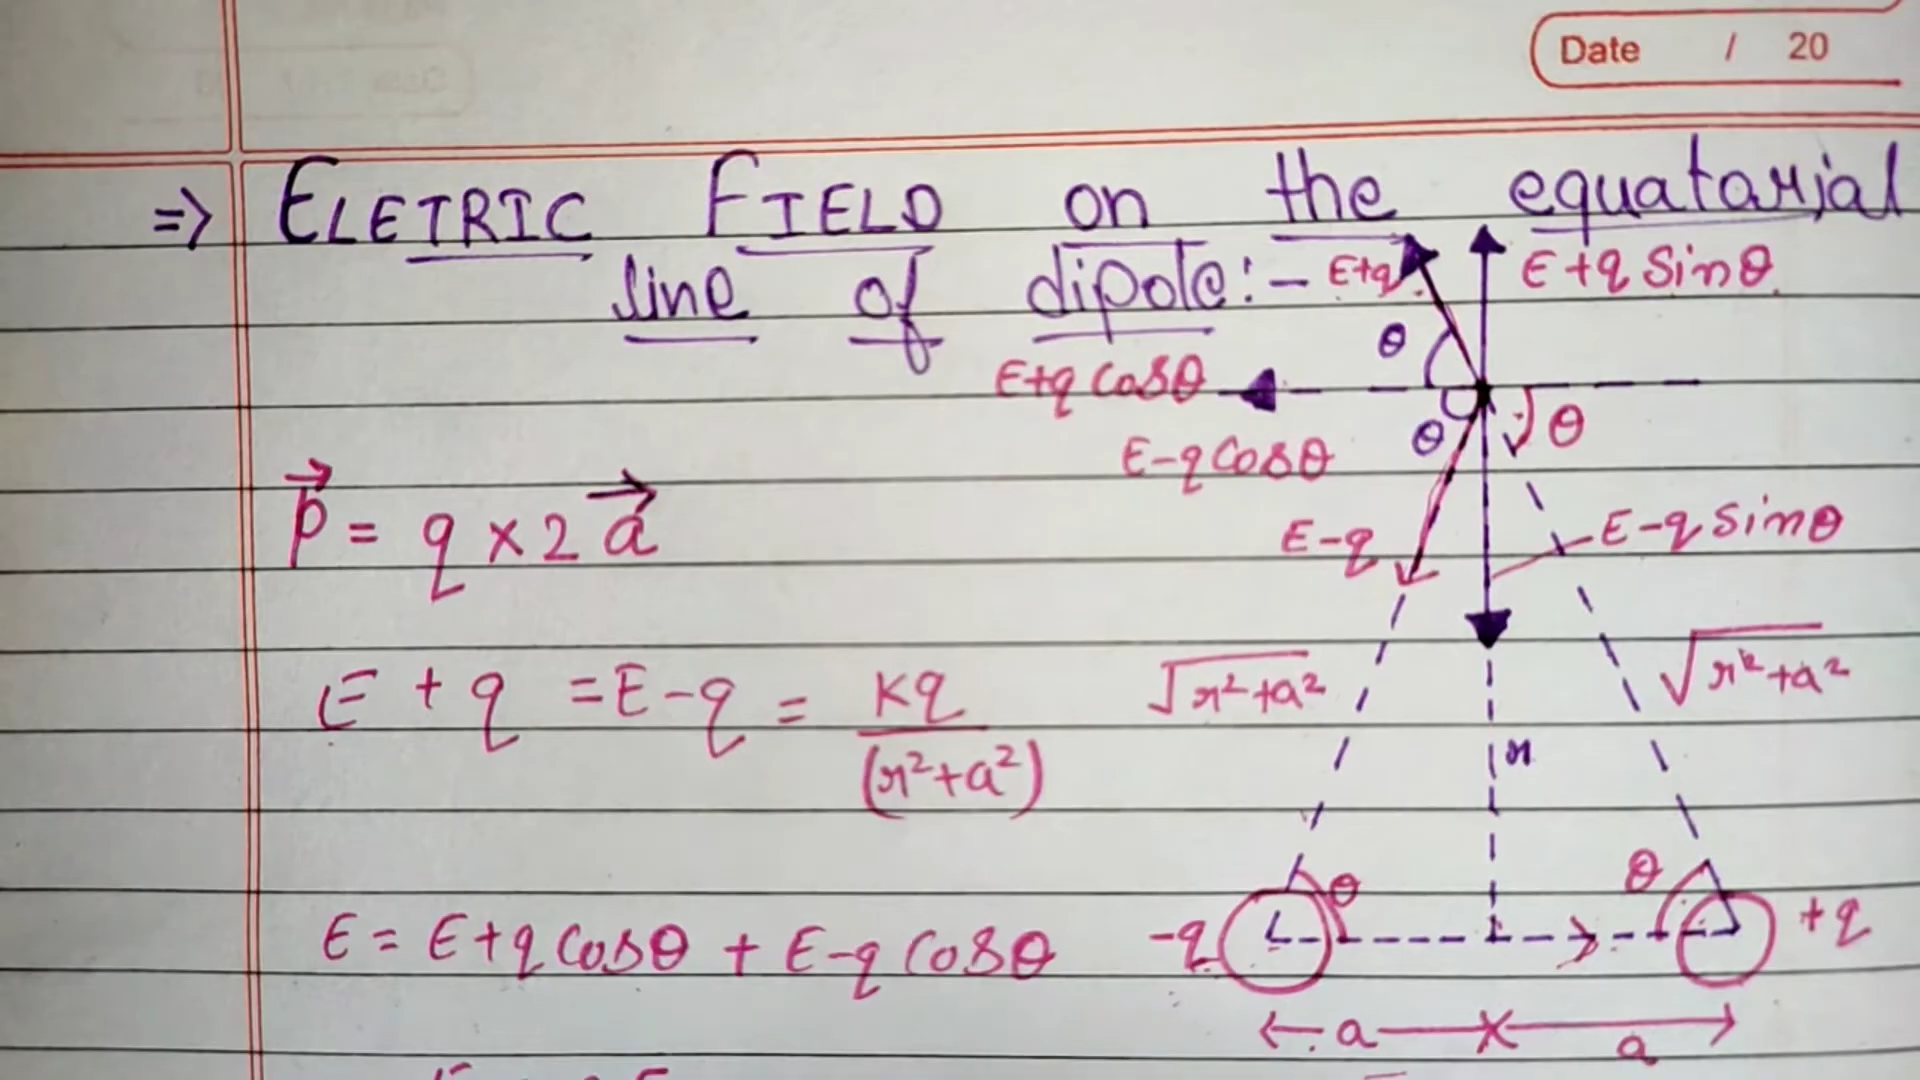 Date / 20
=> ELETRIC FIELD on the equatarial
line of dipole:-
E+q
E+q Sinθ
θ
E+q Cosθ
θ
θ
E-q Cosθ
p⃗ = q × 2 a⃗
E-q
E-q sinθ
E+q = E-q = Kq / (r²+a²)
√r²+a²
√r²+a²
r
θ
θ
E = E+q Cosθ + E-q Cosθ
-q
+q
a
a